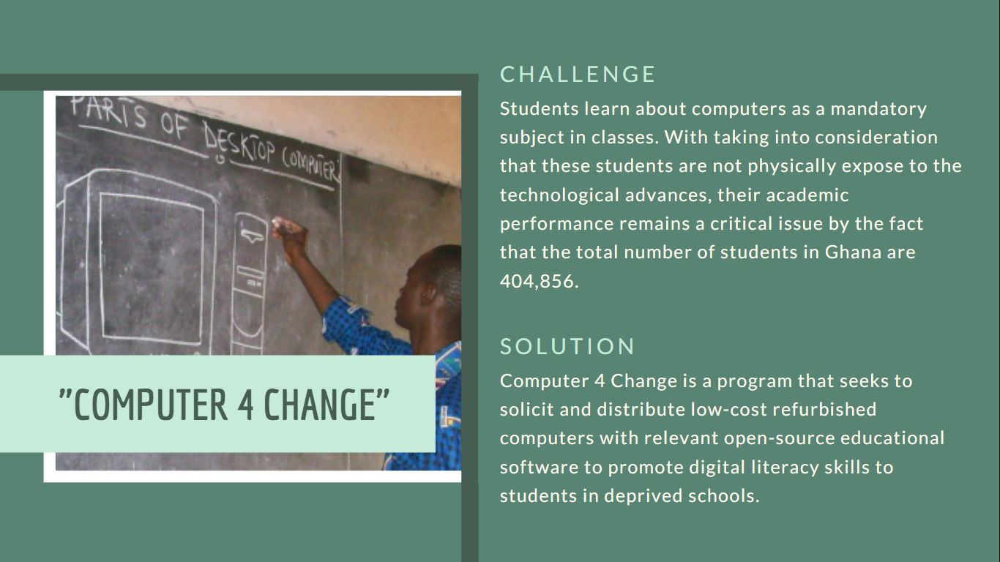 PARTS OF DESKTOP COMPUTER
"COMPUTER 4 CHANGE"
CHALLENGE
Students learn about computers as a mandatory
subject in classes. With taking into consideration
that these students are not physically expose to the
technological advances, their academic
performance remains a critical issue by the fact
that the total number of students in Ghana are
404,856.
SOLUTION
Computer 4 Change is a program that seeks to
solicit and distribute low-cost refurbished
computers with relevant open-source educational
software to promote digital literacy skills to
students in deprived schools.